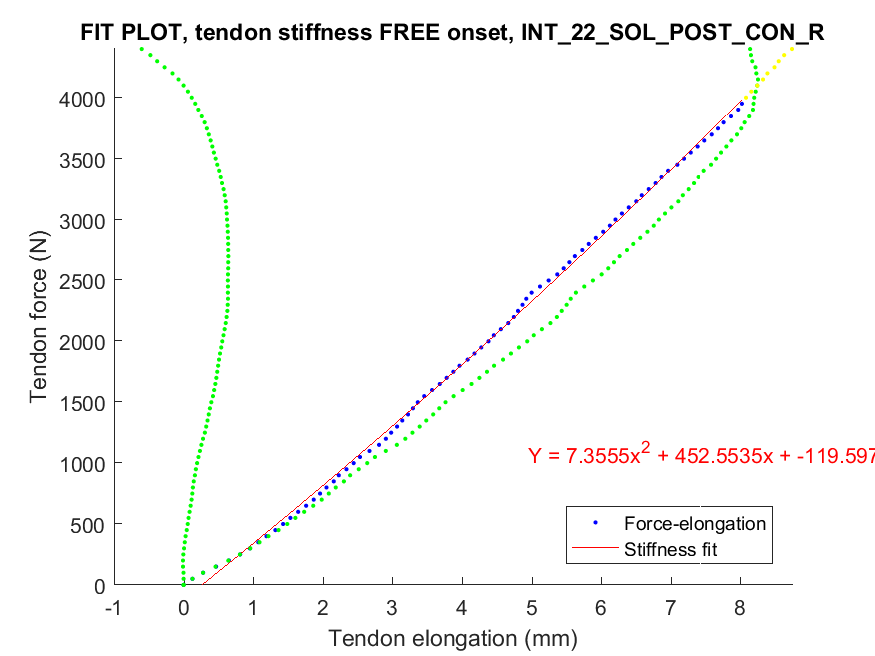 FIT PLOT, tendon stiffness FREE onset, INT_22_SOL_POST_CON_R
4000
3500
3000
2500
2000
1500
1000
500
0
Tendon force (N)
Y = 7.3555x² + 452.5535x + -119.597
Force-elongation
Stiffness fit
-1 0 1 2 3 4 5 6 7 8
Tendon elongation (mm)